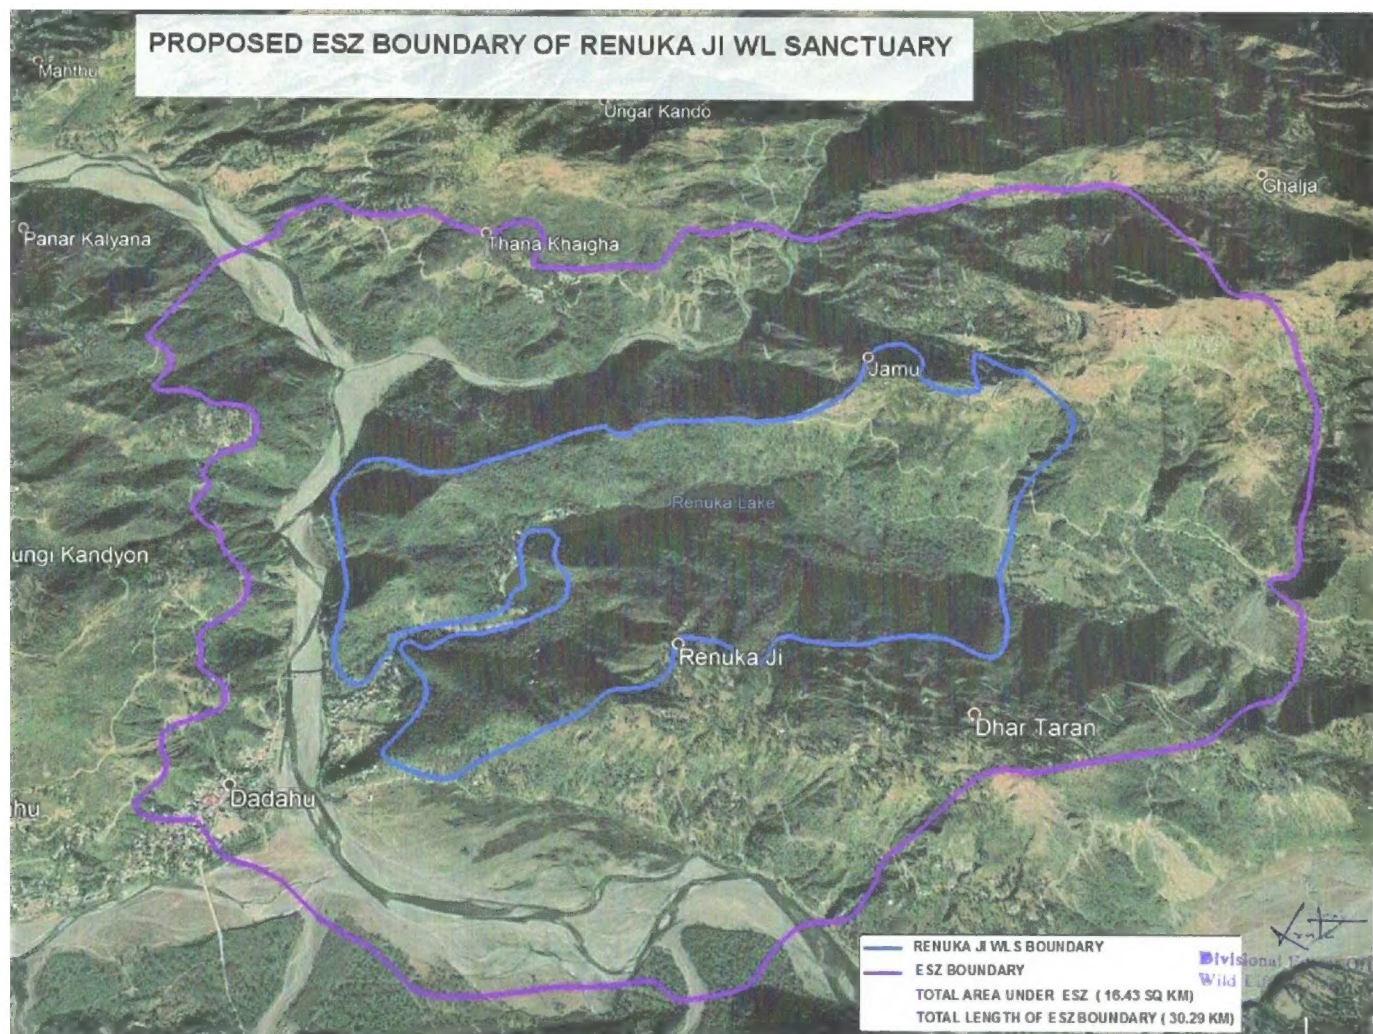 PROPOSED ESZ BOUNDARY OF RENUKA JI WL SANCTUARY
Mahthu
Ungar Kando
Ghalja
Panar Kalyana
Thana Khaigha
Jamu
Renuka Lake
ungi Kandyon
Renuka Ji
Dhar Taran
Dadahu
hu
RENUKA JI WLS BOUNDARY
ESZ BOUNDARY
TOTAL AREA UNDER ESZ ( 16.43 SQ KM)
TOTAL LENGTH OF ESZ BOUNDARY ( 30.29 KM)
Divisional
Wild